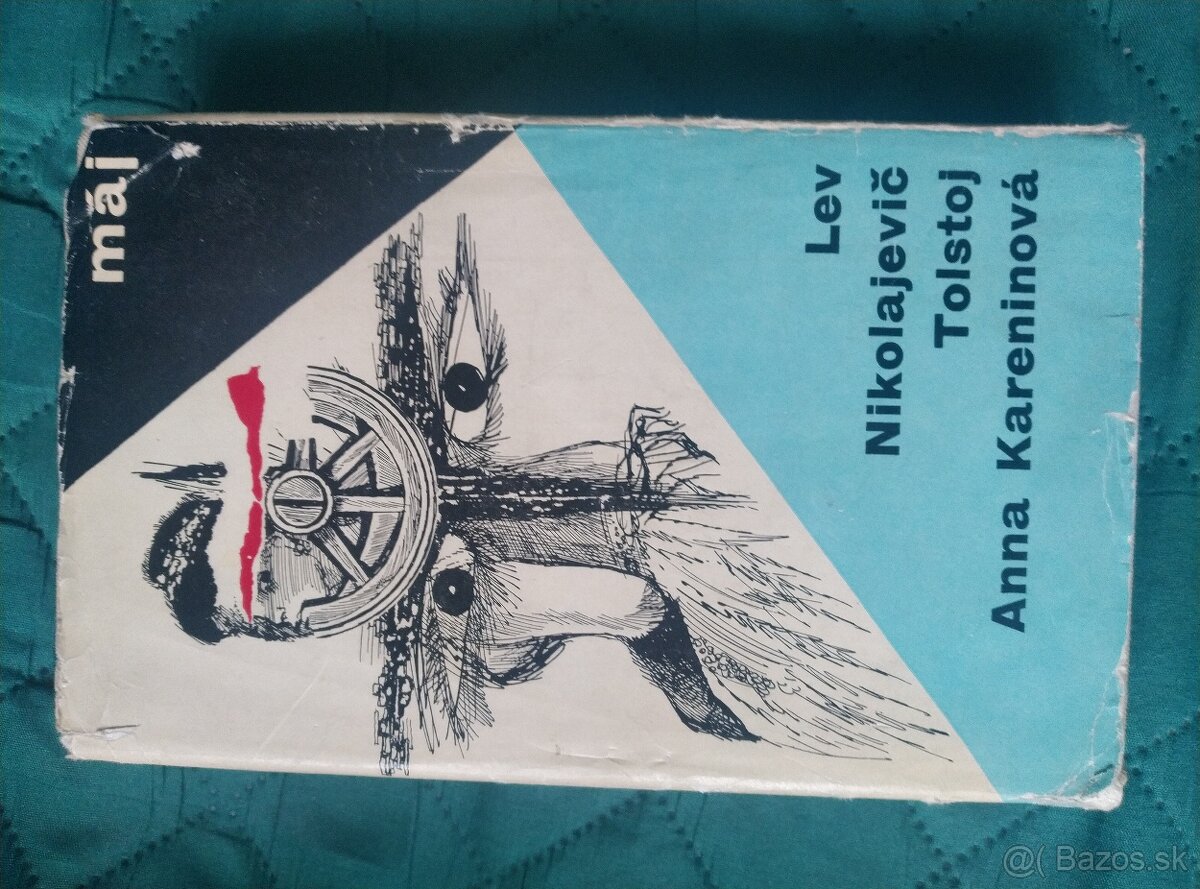 máj
Lev
Nikolajevič
Tolstoj
Anna Kareninová
@( Bazos.sk